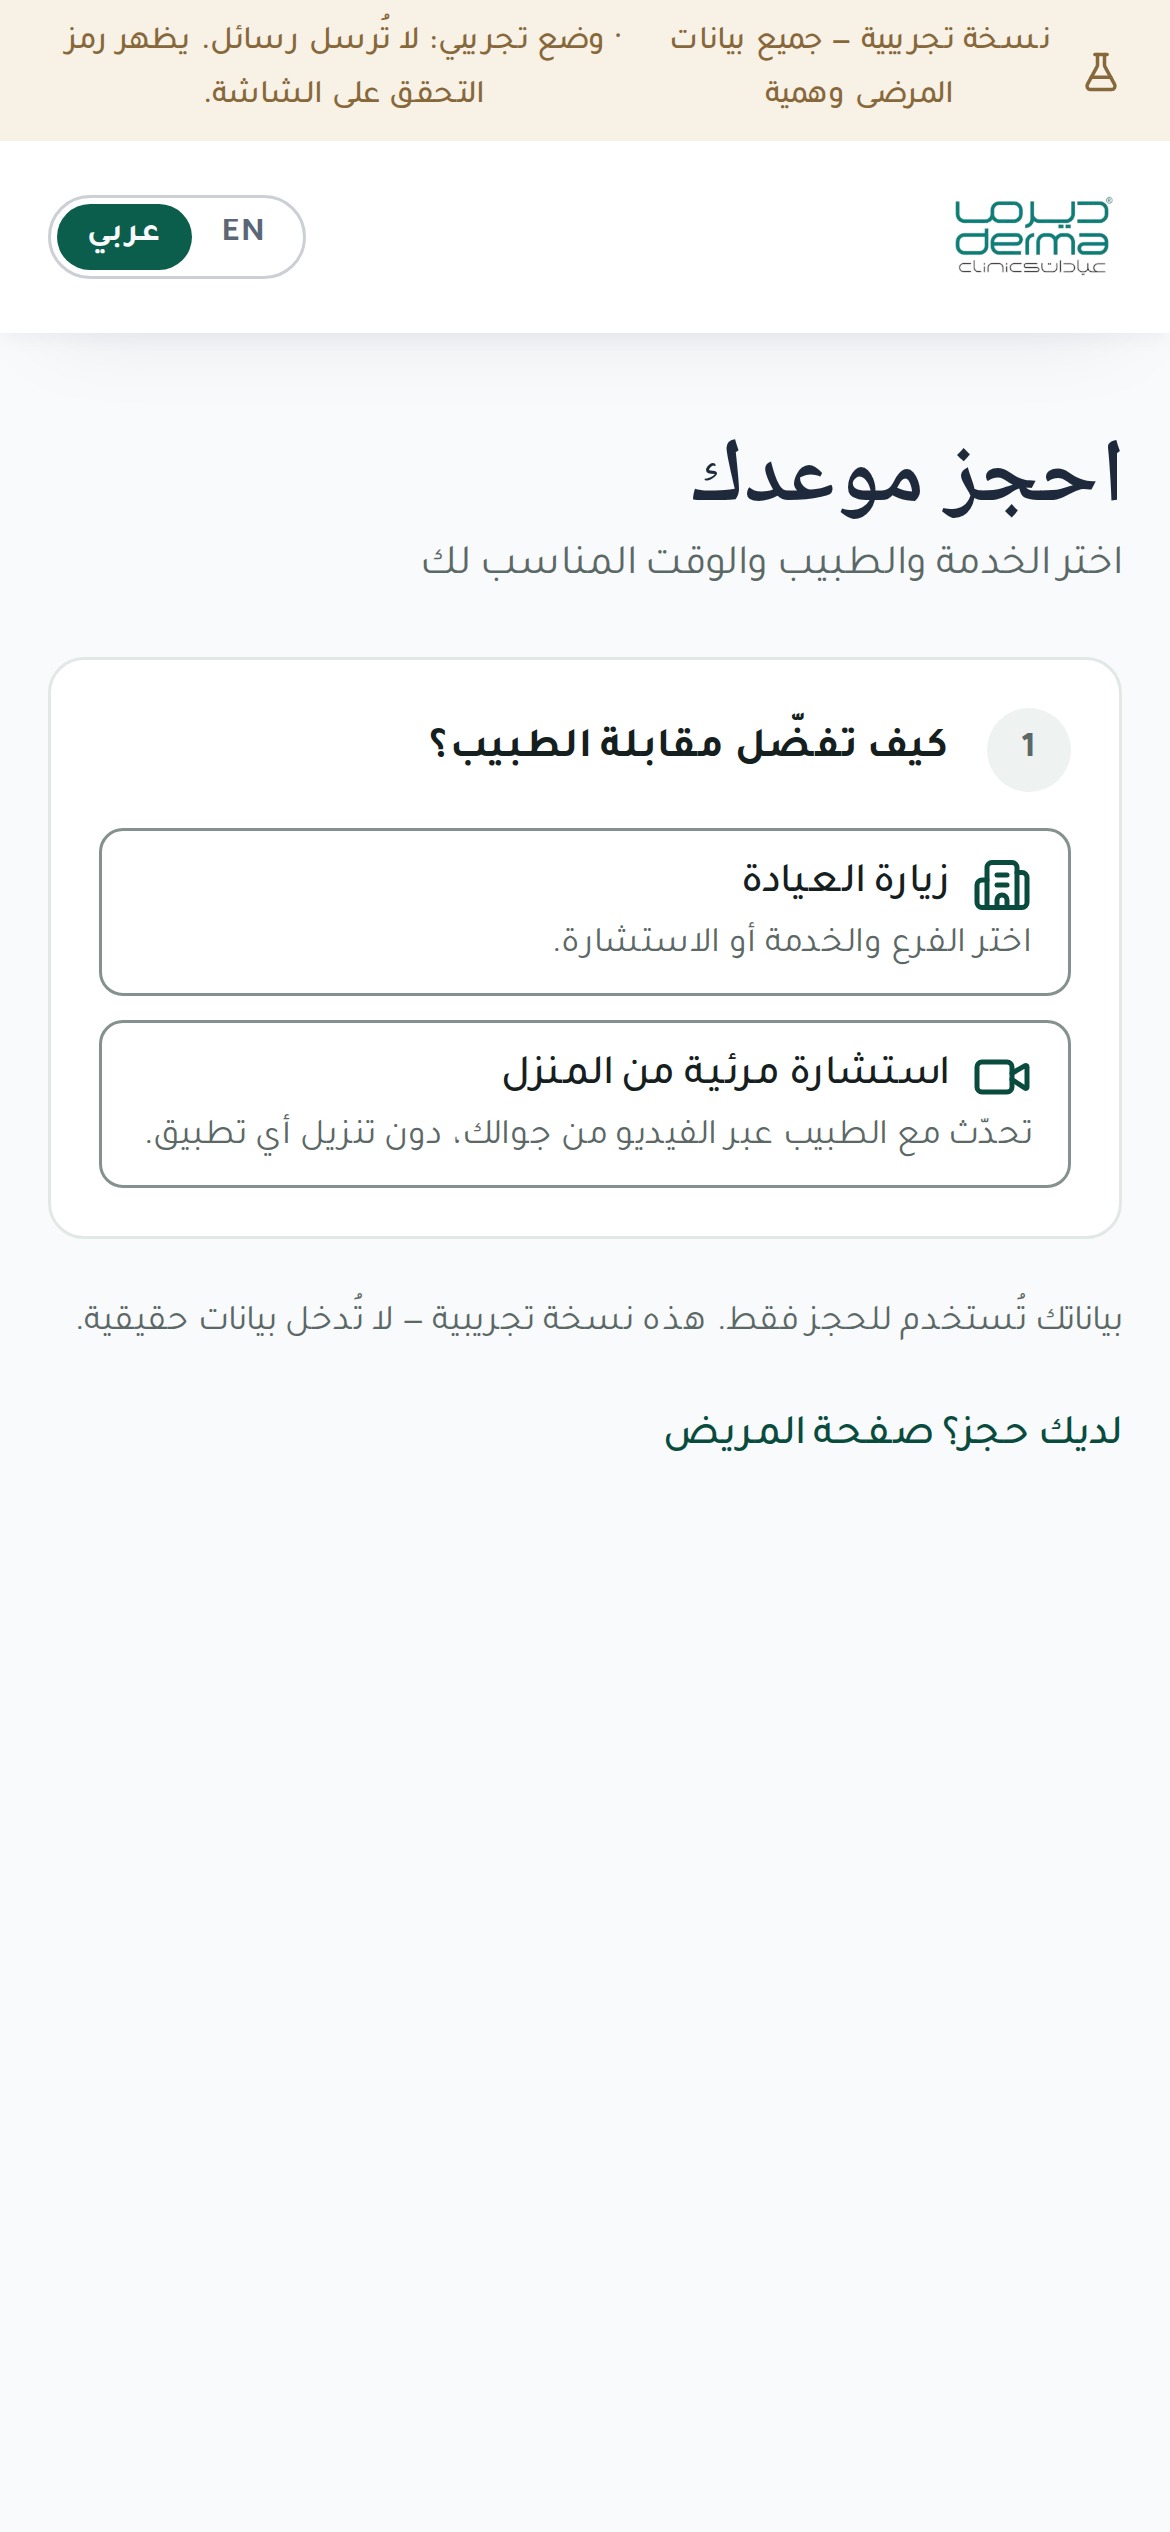 نسخة تجريبية – جميع بيانات
المرضى وهمية
· وضع تجريبي: لا تُرسل رسائل. يظهر رمز
التحقق على الشاشة.
ديرما®
derma
عيادات clinics
EN
عربي
احجز موعدك
اختر الخدمة والطبيب والوقت المناسب لك
1
كيف تفضّل مقابلة الطبيب؟
زيارة العيادة
اختر الفرع والخدمة أو الاستشارة.
استشارة مرئية من المنزل
تحدّث مع الطبيب عبر الفيديو من جوالك، دون تنزيل أي تطبيق.
بياناتك تُستخدم للحجز فقط. هذه نسخة تجريبية – لا تُدخل بيانات حقيقية.
لديك حجز؟ صفحة المريض